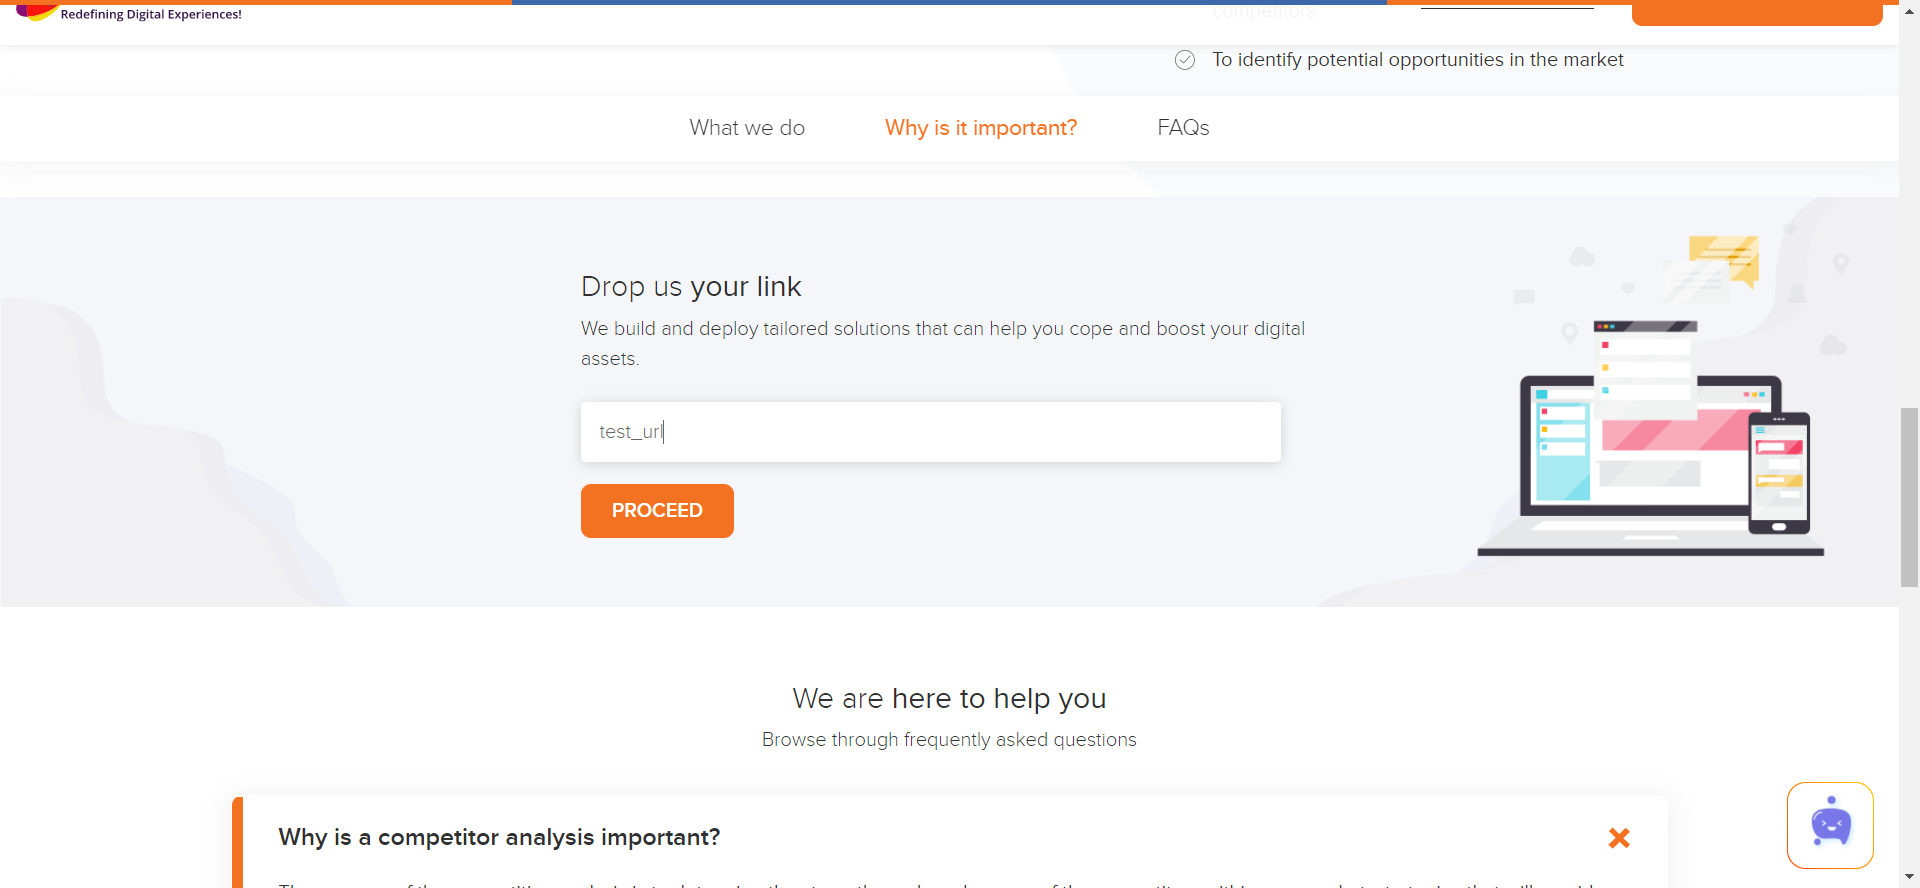 Redefining Digital Experiences!
competitors
To identify potential opportunities in the market
What we do
Why is it important?
FAQs
Drop us your link
We build and deploy tailored solutions that can help you cope and boost your digital
assets.
test_url
PROCEED
We are here to help you
Browse through frequently asked questions
Why is a competitor analysis important?